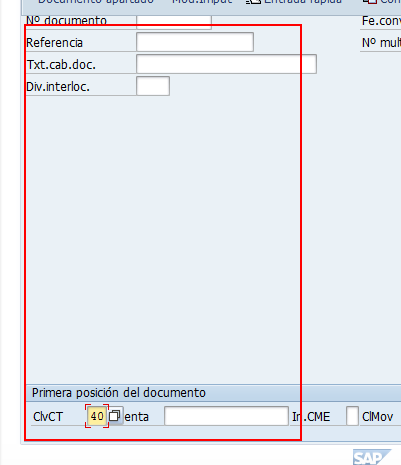 Documento aparcado Mod.imput Entrada rápida
Nº documento Fe.conv
Referencia Nº mult
Txt.cab.doc.
Div.interloc.
Primera posición del documento
ClvCT 40 enta In.CME ClMov
SAP